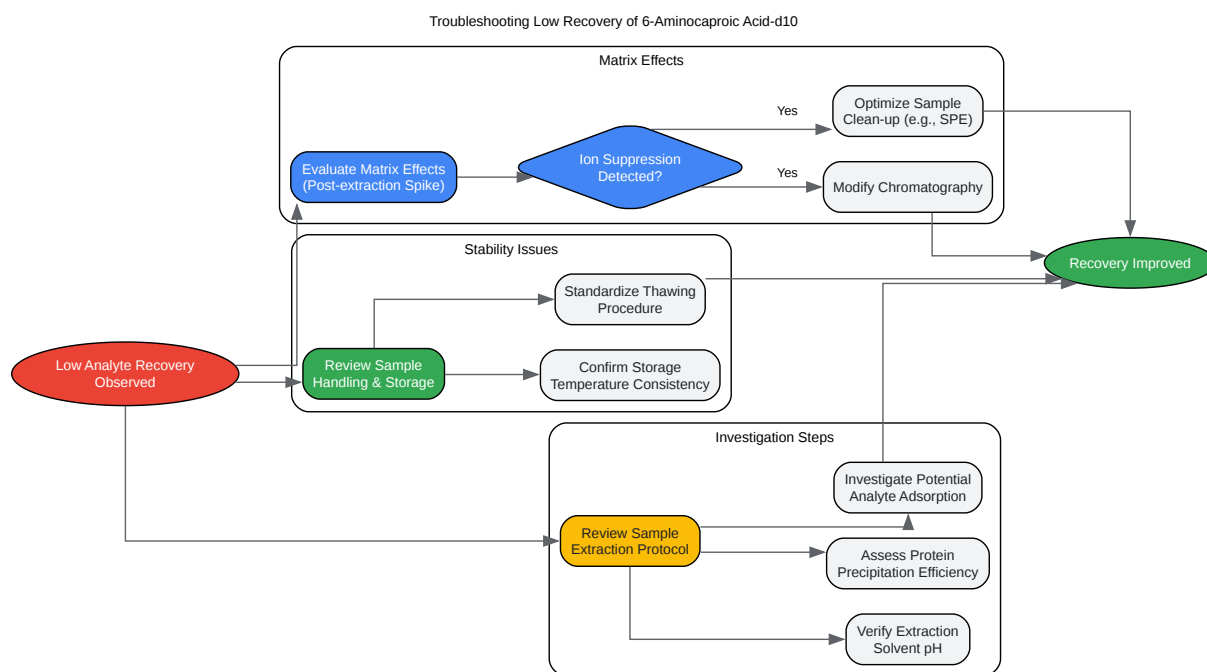 Troubleshooting Low Recovery of 6-Aminocaproic Acid-d10
Matrix Effects
Evaluate Matrix Effects
(Post-extraction Spike)
Ion Suppression
Detected?
Yes
Optimize Sample
Clean-up (e.g., SPE)
Yes
Modify Chromatography
Recovery Improved
Stability Issues
Standardize Thawing
Procedure
Low Analyte Recovery
Observed
Review Sample
Handling & Storage
Confirm Storage
Temperature Consistency
Investigation Steps
Investigate Potential
Analyte Adsorption
Review Sample
Extraction Protocol
Assess Protein
Precipitation Efficiency
Verify Extraction
Solvent pH